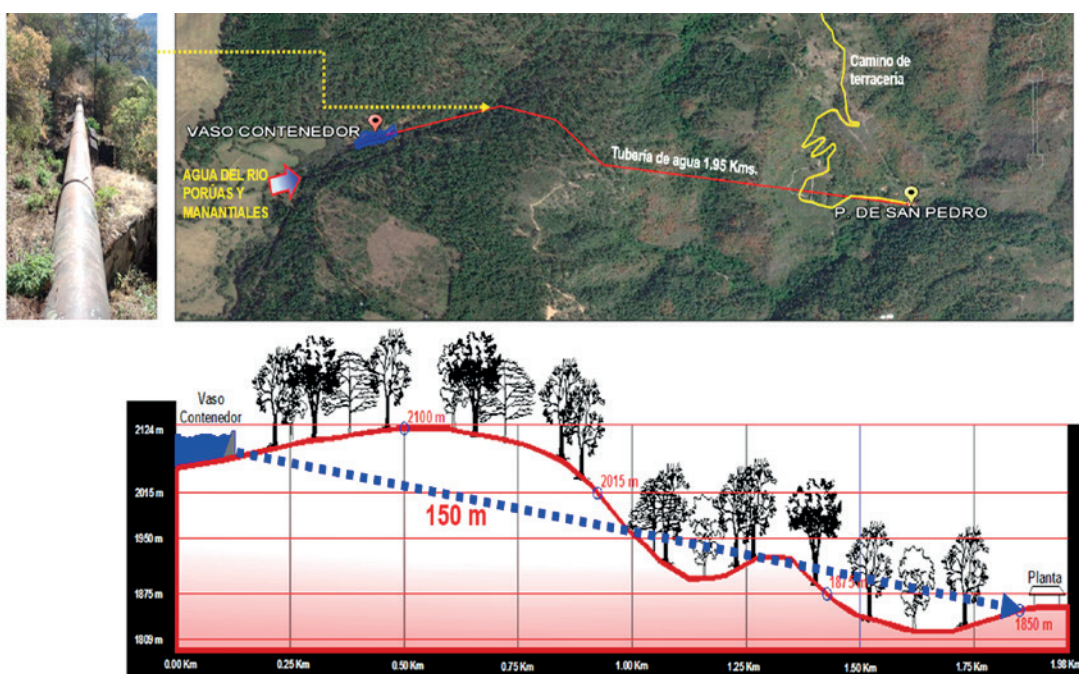 VASO CONTENEDOR
AGUA DEL RIO
PORÚAS Y
MANANTIALES
Tubería de agua 1.95 Kms.
Camino de
terracería
P. DE SAN PEDRO
Vaso
Contenedor
2124 m
2100 m
2015 m
2015 m
150 m
1950 m
1875 m
1875 m
Planta
1850 m
1809 m
0.00 Km
0.25 Km
0.50 Km
0.75 Km
1.00 Km
1.25 Km
1.50 Km
1.75 Km
1.98 Km